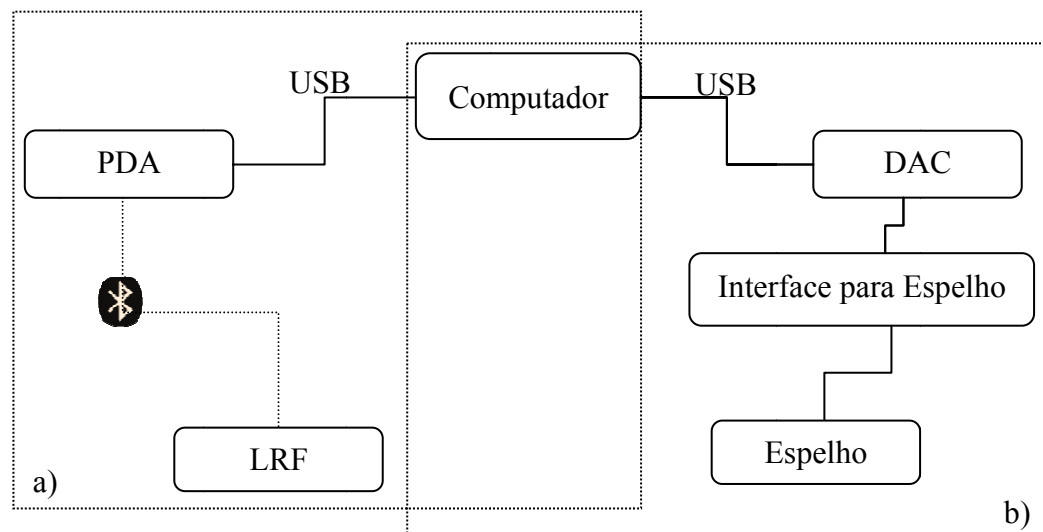 USB
Computador
USB
PDA
DAC
Interface para Espelho
LRF
Espelho
a)
b)